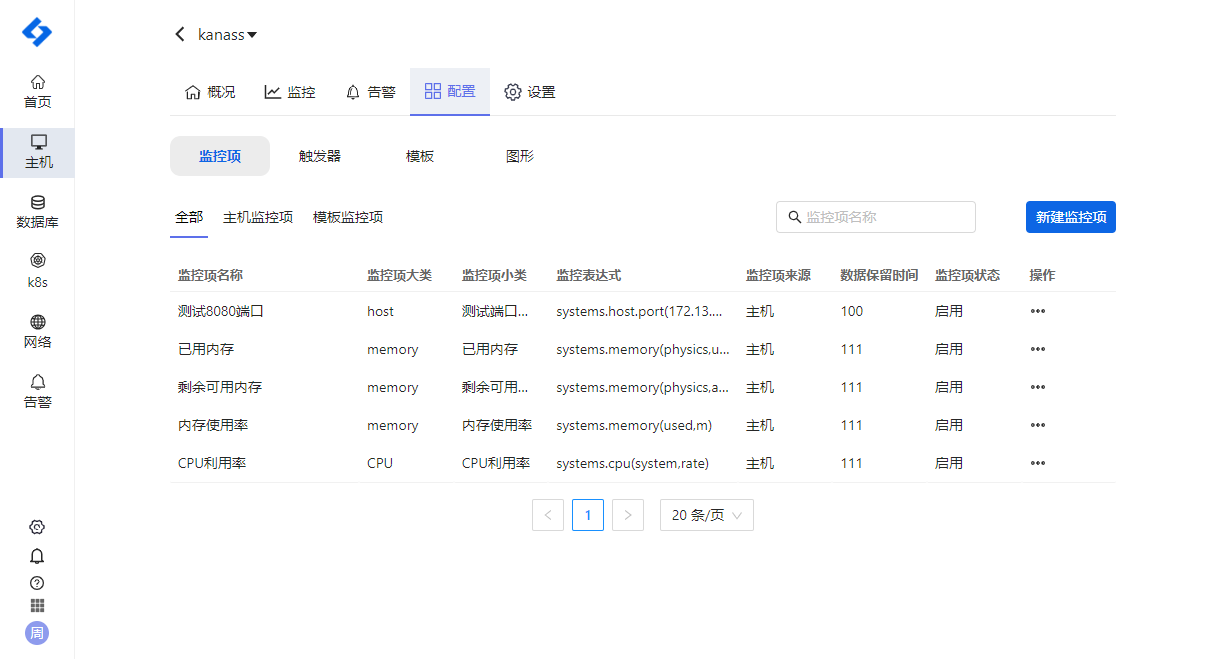 kanass
首页
主机
数据库
k8s
网络
告警
周
概况 监控 告警 配置 设置
监控项 触发器 模板 图形
全部 主机监控项 模板监控项 监控项名称 新建监控项
监控项名称 监控项大类 监控项小类 监控表达式 监控项来源 数据保留时间 监控项状态 操作
测试8080端口 host 测试端口... systems.host.port(172.13.... 主机 100 启用 •••
已用内存 memory 已用内存 systems.memory(physics,u... 主机 111 启用 •••
剩余可用内存 memory 剩余可用... systems.memory(physics,a... 主机 111 启用 •••
内存使用率 memory 内存使用率 systems.memory(used,m) 主机 111 启用 •••
CPU利用率 CPU CPU利用率 systems.cpu(system,rate) 主机 111 启用 •••
< 1 > 20 条/页